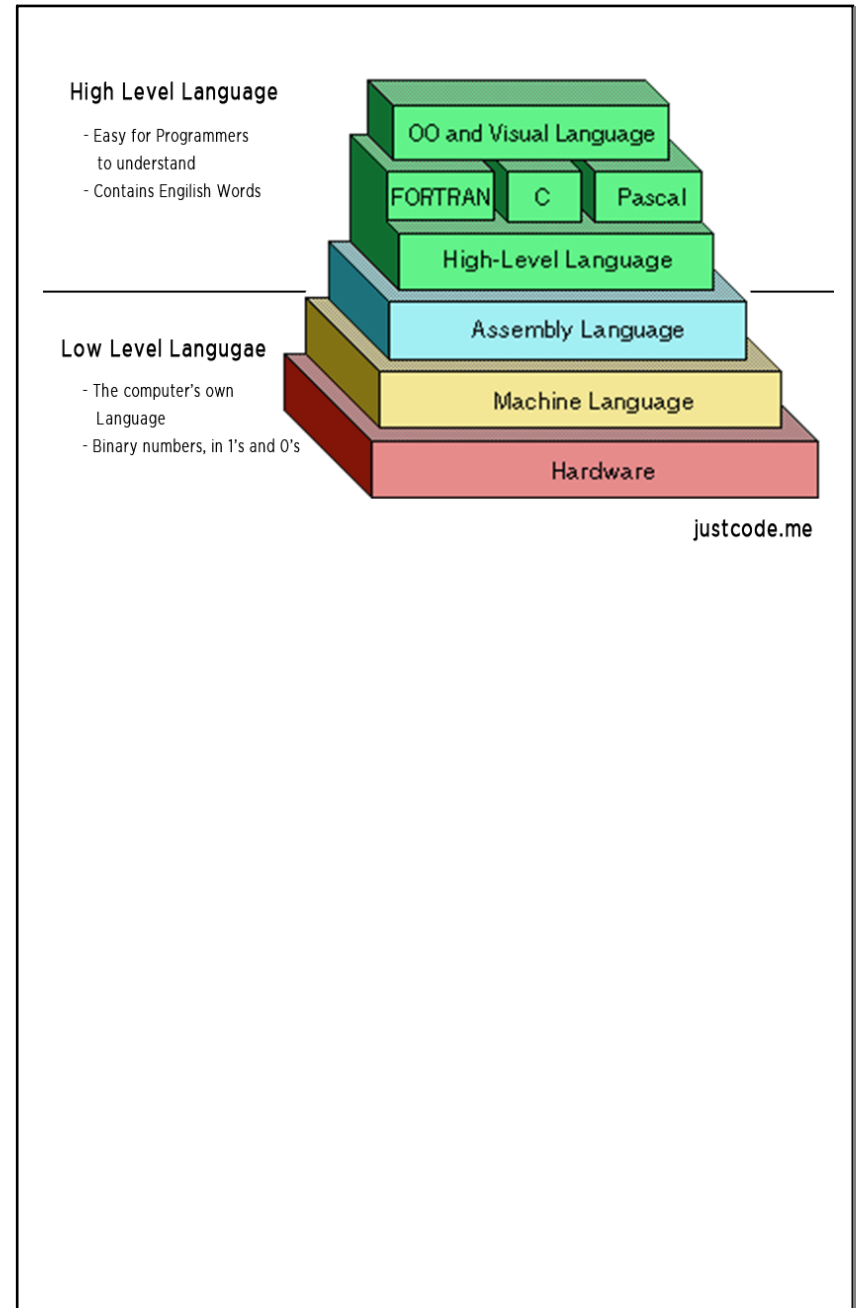 High Level Language
- Easy for Programmers
to understand
- Contains Engilish Words
OO and Visual Language
FORTRAN C Pascal
High-Level Language
Low Level Langugae
- The computer's own
Language
- Binary numbers, in 1's and 0's
Assembly Language
Machine Language
Hardware
justcode.me